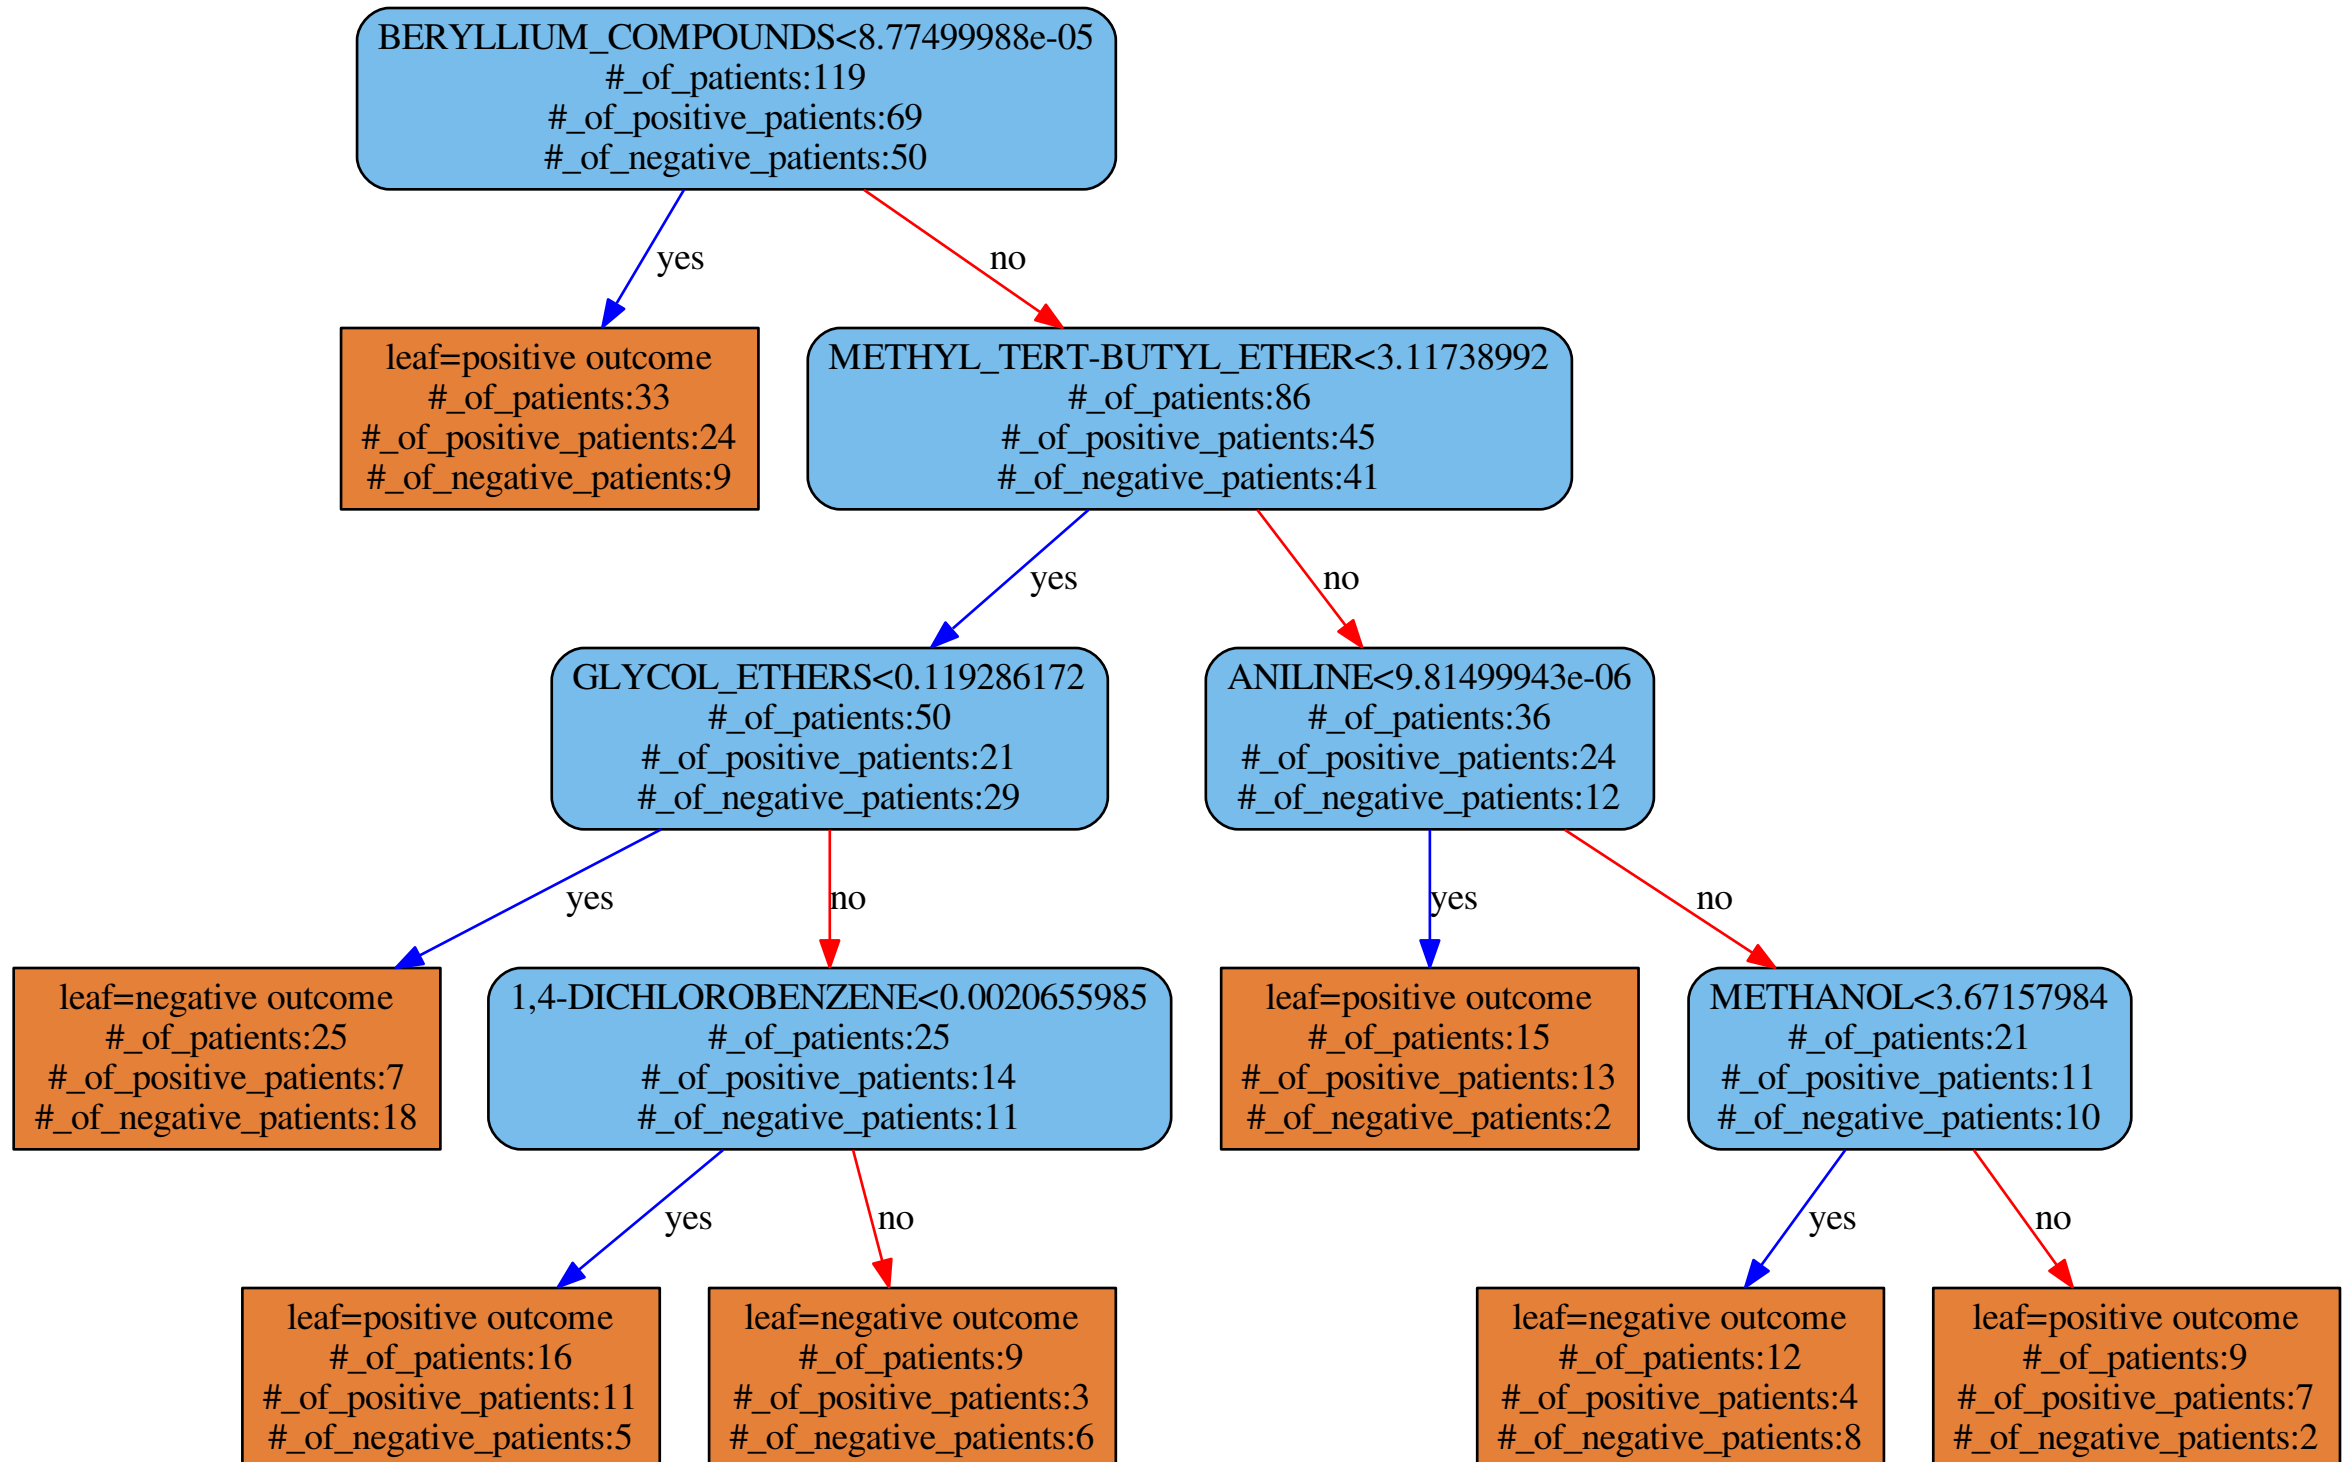 BERYLLIUM_COMPOUNDS<8.77499988e-05
#_of_patients:119
#_of_positive_patients:69
#_of_negative_patients:50
yes
no
leaf=positive outcome
#_of_patients:33
#_of_positive_patients:24
#_of_negative_patients:9
METHYL_TERT-BUTYL_ETHER<3.11738992
#_of_patients:86
#_of_positive_patients:45
#_of_negative_patients:41
yes
no
GLYCOL_ETHERS<0.119286172
#_of_patients:50
#_of_positive_patients:21
#_of_negative_patients:29
ANILINE<9.81499943e-06
#_of_patients:36
#_of_positive_patients:24
#_of_negative_patients:12
yes
no
yes
no
leaf=negative outcome
#_of_patients:25
#_of_positive_patients:7
#_of_negative_patients:18
1,4-DICHLOROBENZENE<0.0020655985
#_of_patients:25
#_of_positive_patients:14
#_of_negative_patients:11
leaf=positive outcome
#_of_patients:15
#_of_positive_patients:13
#_of_negative_patients:2
METHANOL<3.67157984
#_of_patients:21
#_of_positive_patients:11
#_of_negative_patients:10
yes
no
yes
no
leaf=positive outcome
#_of_patients:16
#_of_positive_patients:11
#_of_negative_patients:5
leaf=negative outcome
#_of_patients:9
#_of_positive_patients:3
#_of_negative_patients:6
leaf=negative outcome
#_of_patients:12
#_of_positive_patients:4
#_of_negative_patients:8
leaf=positive outcome
#_of_patients:9
#_of_positive_patients:7
#_of_negative_patients:2